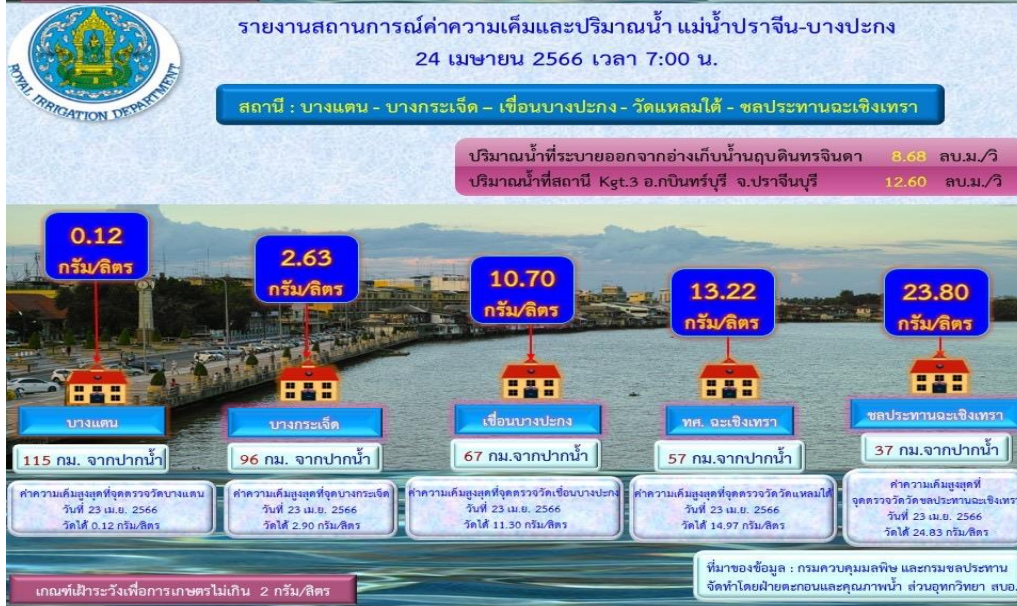 รายงานสถานการณ์ค่าความเค็มและปริมาณน้ำ แม่น้ำปราจีน-บางปะกง
24 เมษายน 2566 เวลา 7:00 น.
ROYAL IRRIGATION DEPARTMENT
สถานี : บางแตน - บางกระเจ็ด – เขื่อนบางปะกง - วัดแหลมใต้ - ชลประทานฉะเชิงเทรา
ปริมาณน้ำที่ระบายออกจากอ่างเก็บน้ำนฤบดินทรจินดา 8.68 ลบ.ม./วิ
ปริมาณน้ำที่สถานี Kgt.3 อ.กบินทร์บุรี จ.ปราจีนบุรี 12.60 ลบ.ม./วิ
0.12
กรัม/ลิตร
2.63
กรัม/ลิตร
10.70
กรัม/ลิตร
13.22
กรัม/ลิตร
23.80
กรัม/ลิตร
บางแตน
บางกระเจ็ด
เขื่อนบางปะกง
ทศ. ฉะเชิงเทรา
ชลประทานฉะเชิงเทรา
115 กม. จากปากน้ำ
96 กม. จากปากน้ำ
67 กม.จากปากน้ำ
57 กม.จากปากน้ำ
37 กม.จากปากน้ำ
ค่าความเค็มสูงสุดที่จุดตรวจวัดบางแตน
วันที่ 23 เม.ย. 2566
วัดได้ 0.12 กรัม/ลิตร
ค่าความเค็มสูงสุดที่จุดบางกระเจ็ด
วันที่ 23 เม.ย. 2566
วัดได้ 2.90 กรัม/ลิตร
ค่าความเค็มสูงสุดที่จุดตรวจวัดเขื่อนบางปะกง
วันที่ 23 เม.ย. 2566
วัดได้ 11.30 กรัม/ลิตร
ค่าความเค็มสูงสุดที่จุดตรวจวัดวัดแหลมใต้
วันที่ 23 เม.ย. 2566
วัดได้ 14.97 กรัม/ลิตร
ค่าความเค็มสูงสุดที่
จุดตรวจวัดวัดชลประทานฉะเชิงเทรา
วันที่ 23 เม.ย. 2566
วัดได้ 24.83 กรัม/ลิตร
ที่มาของข้อมูล : กรมควบคุมมลพิษ และกรมชลประทาน
จัดทำโดยฝ่ายตะกอนและคุณภาพน้ำ ส่วนอุทกวิทยา สบอ.
เกณฑ์เฝ้าระวังเพื่อการเกษตรไม่เกิน 2 กรัม/ลิตร